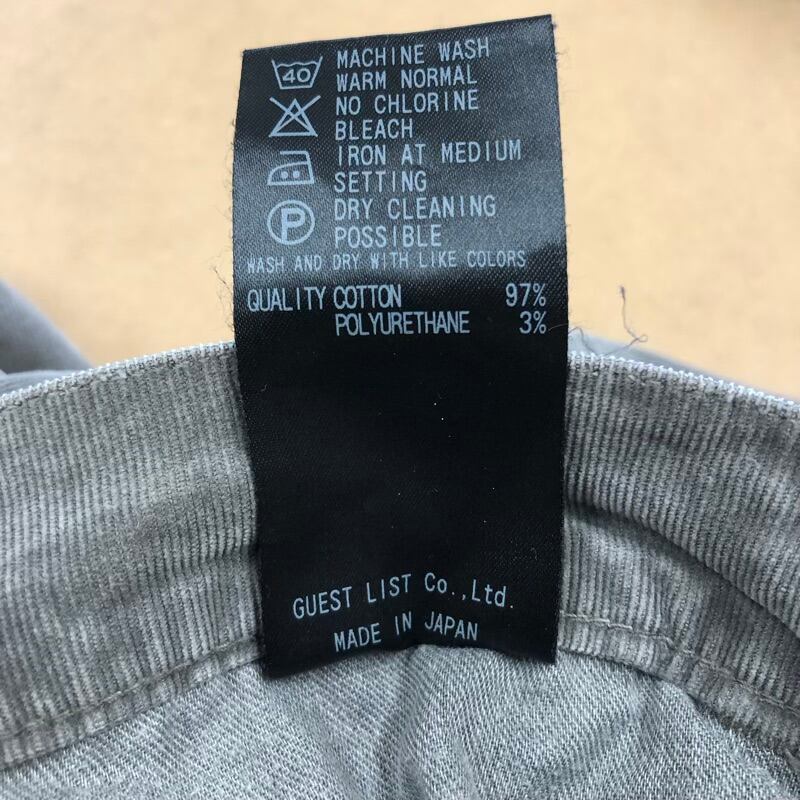 40 MACHINE WASH
WARM NORMAL
NO CHLORINE
BLEACH
IRON AT MEDIUM
SETTING
P DRY CLEANING
POSSIBLE
WASH AND DRY WITH LIKE COLORS
QUALITY COTTON 97%
POLYURETHANE 3%
GUEST LIST Co.,Ltd.
MADE IN JAPAN